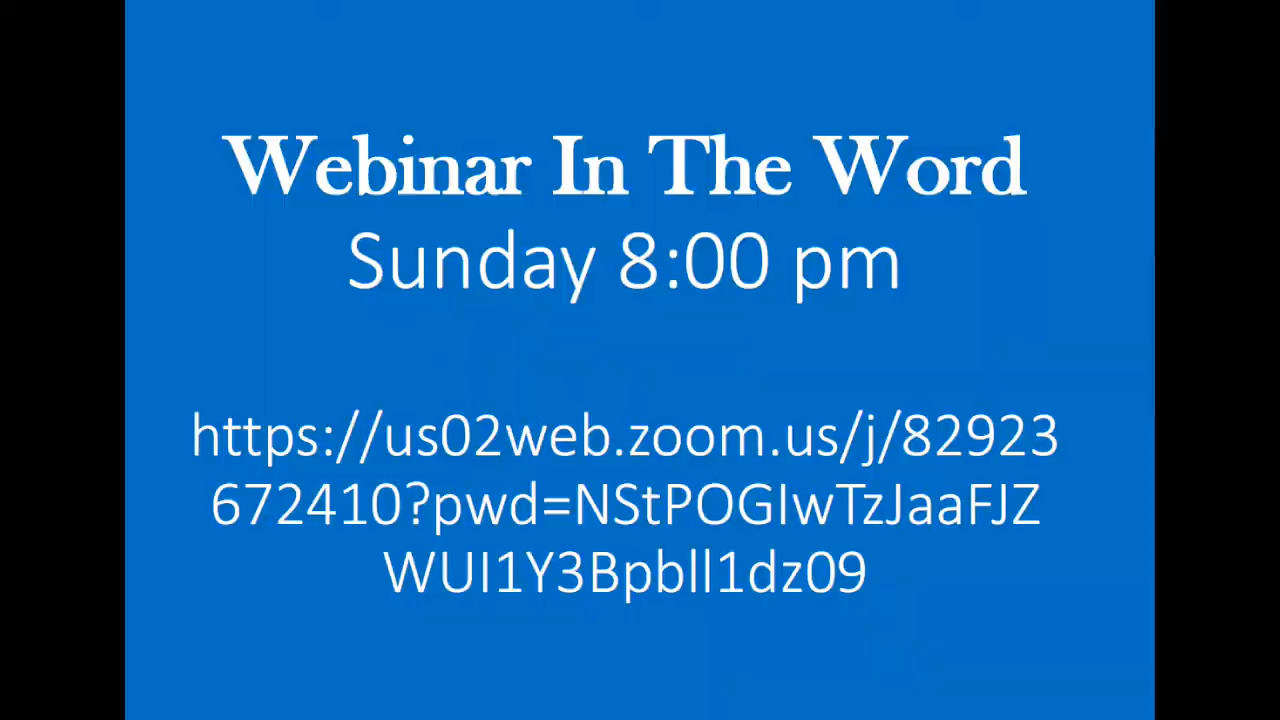 Webinar In The Word
Sunday 8:00 pm
https://us02web.zoom.us/j/82923
672410?pwd=NStPOGIwTzJaaFJZ
WUI1Y3Bpbll1dz09